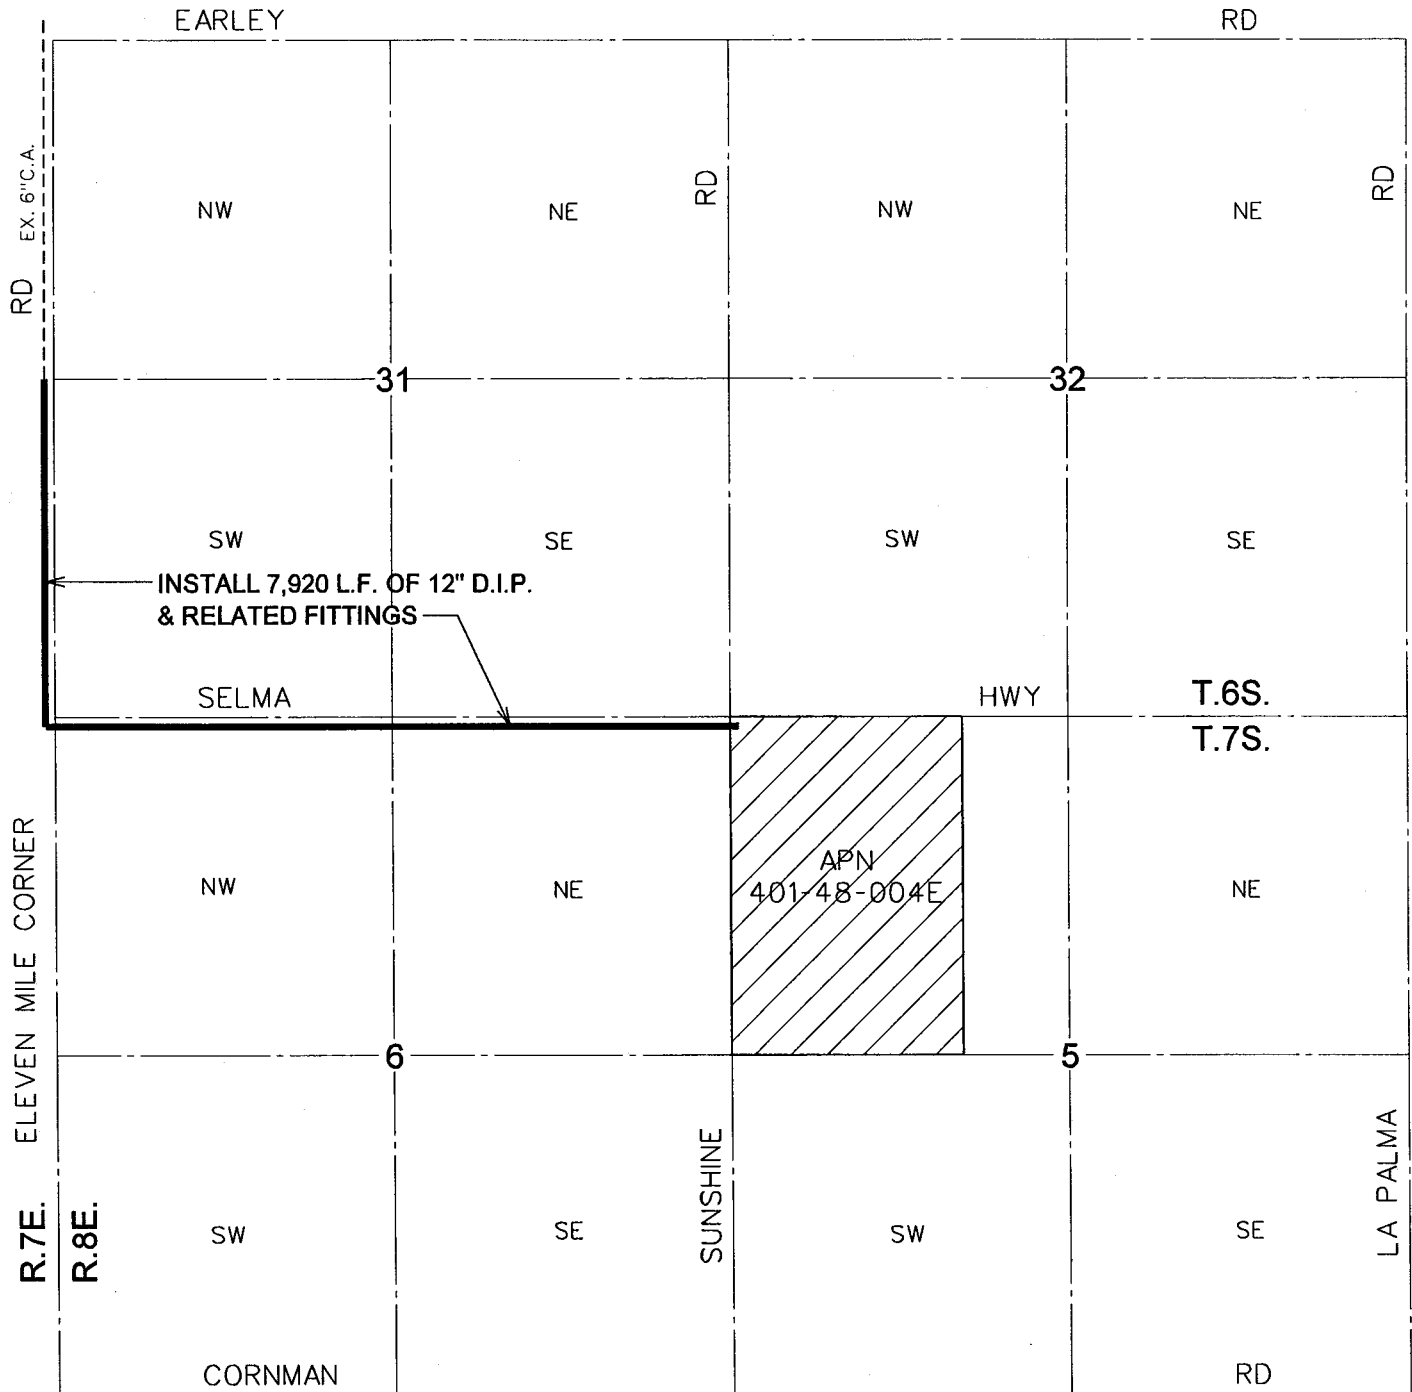 EARLEY RD
EX. 6"C.A.
RD
RD
RD
NW NE NW NE
31 32
SW SE SW SE
INSTALL 7,920 L.F. OF 12" D.I.P.
& RELATED FITTINGS
SELMA HWY
T.6S.
T.7S.
ELEVEN MILE CORNER
NW NE
APN
401-48-004E
NE
6 5
SUNSHINE
LA PALMA
R.7E.
R.8E.
SW SE SW SE
CORNMAN RD